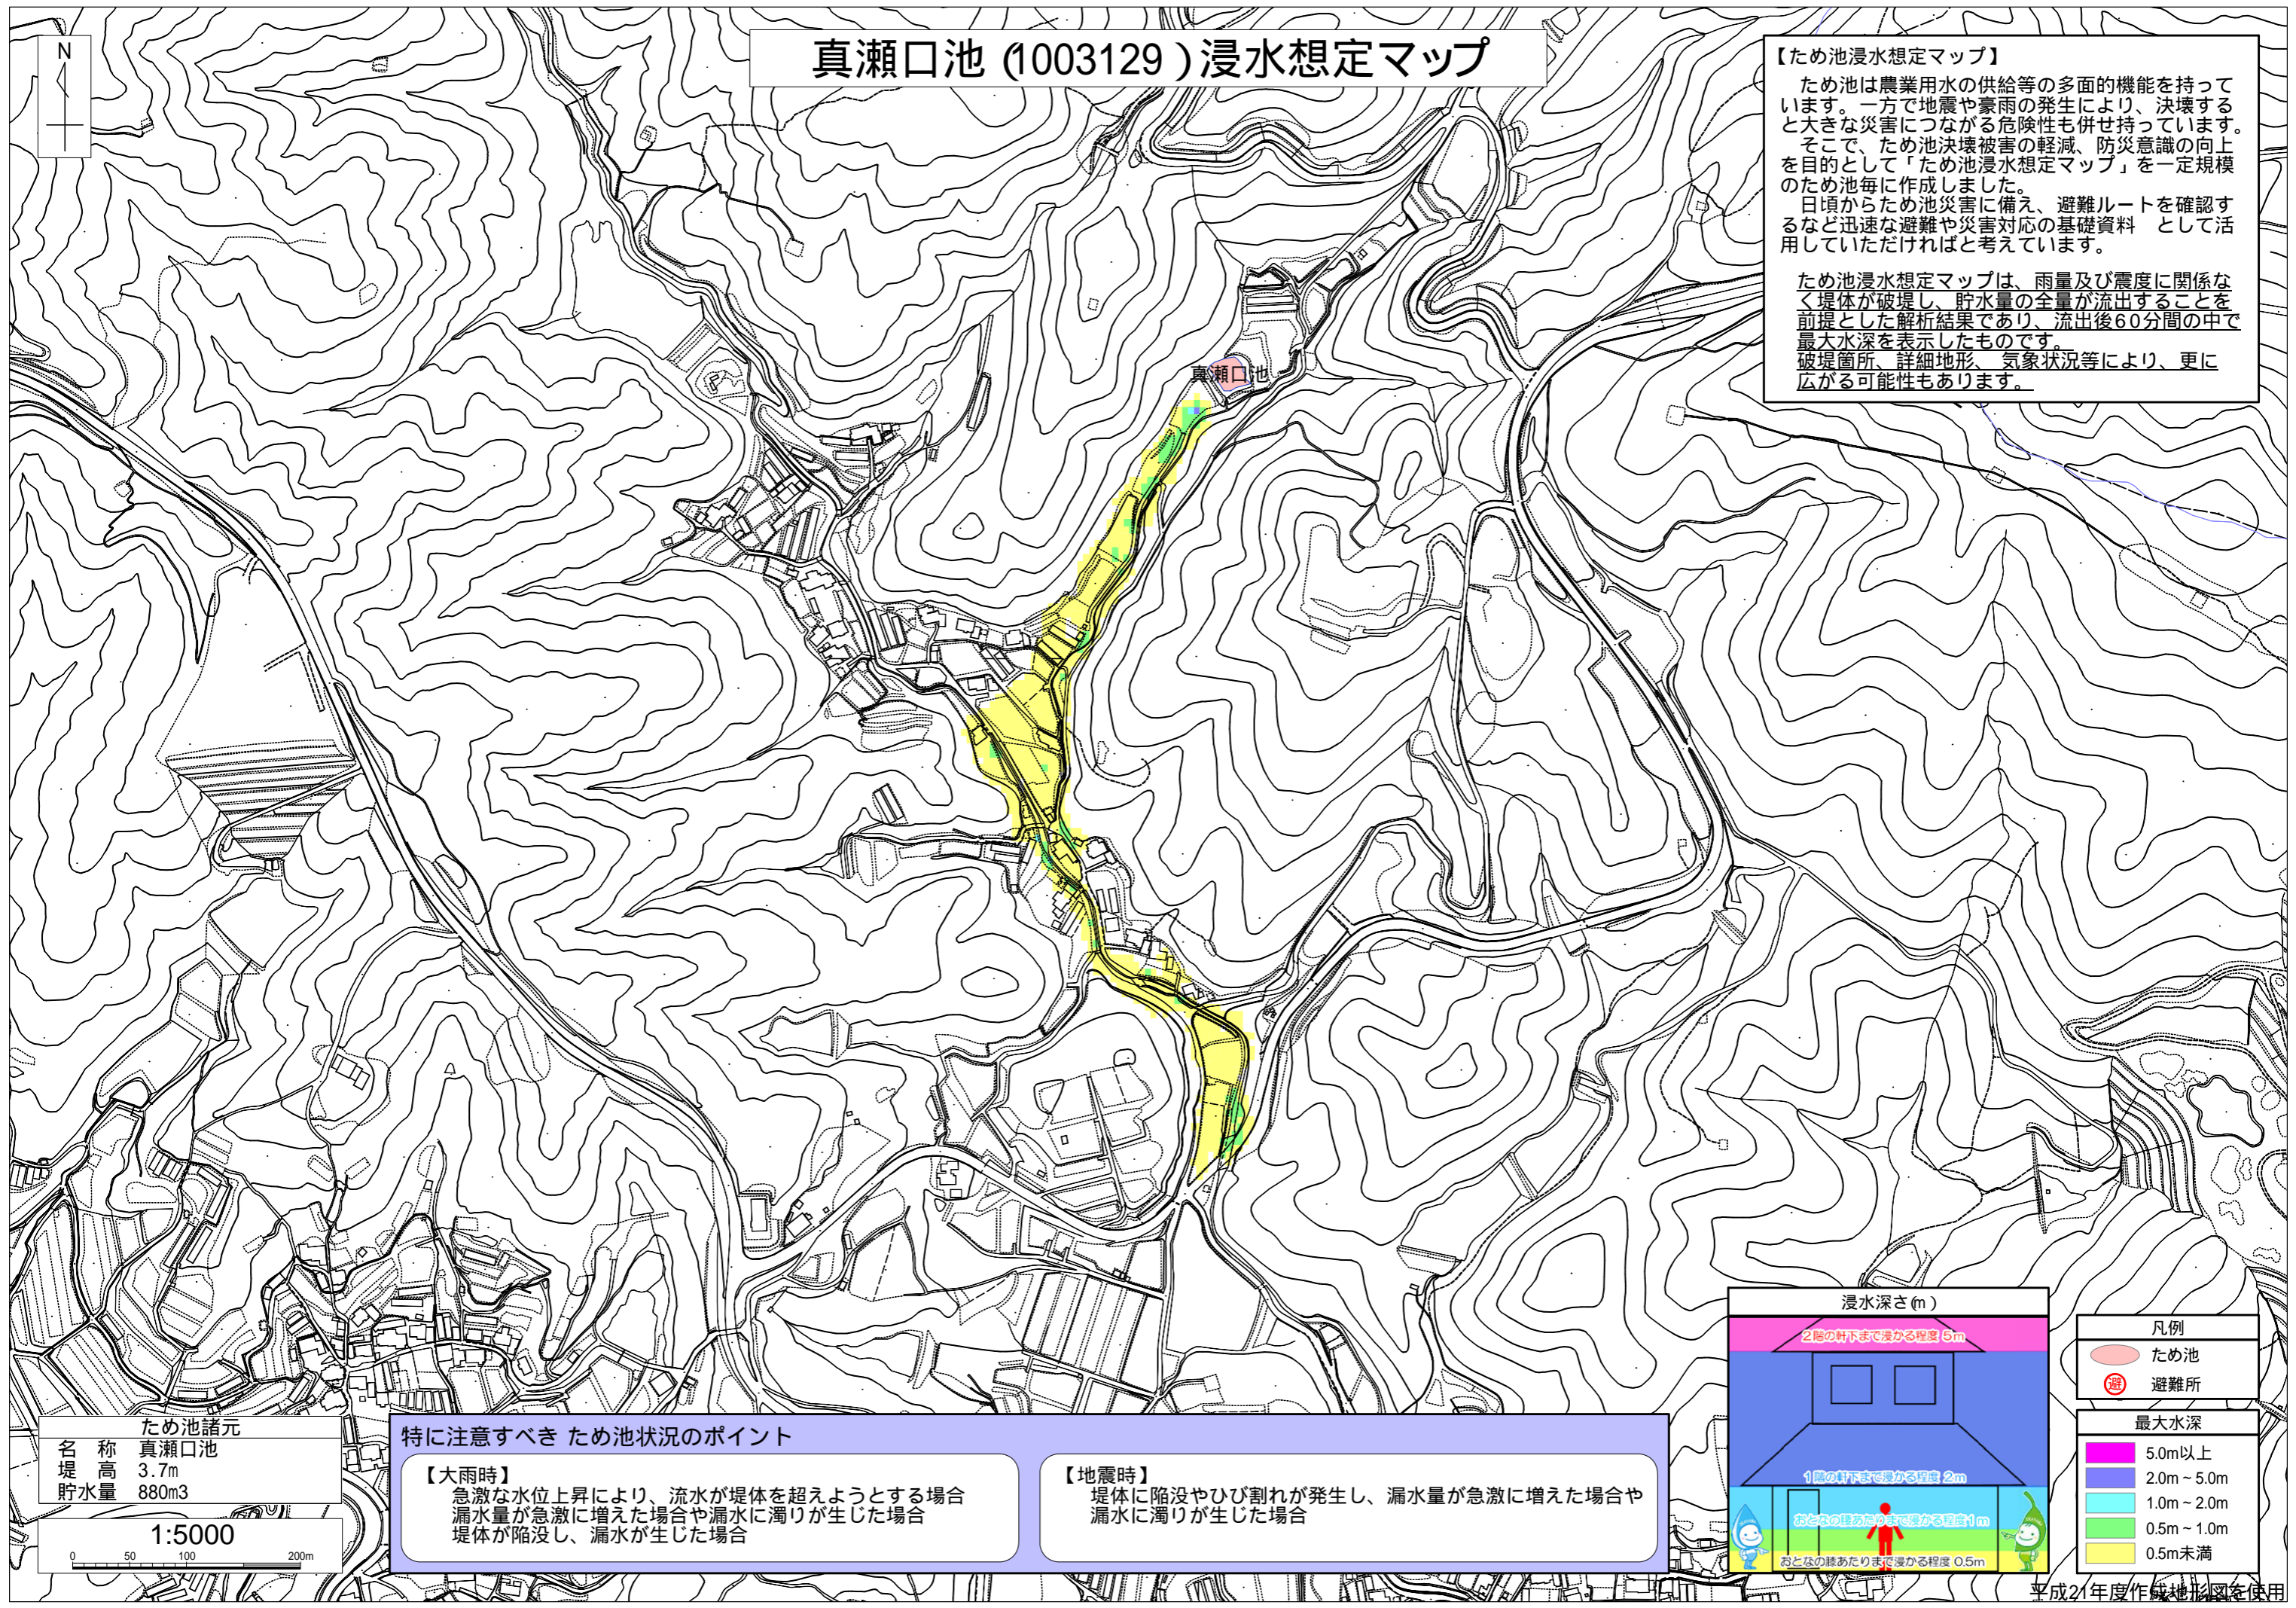 真瀬口池 (1003129)浸水想定マップ
N
【ため池浸水想定マップ】
ため池は農業用水の供給等の多面的機能を持って
います。一方で地震や豪雨の発生により、決壊する
と大きな災害につながる危険性も併せ持っています。
そこで、ため池決壊被害の軽減、防災意識の向上
を目的として「ため池浸水想定マップ」を一定規模
のため池毎に作成しました。
日頃からため池災害に備え、避難ルートを確認す
るなど迅速な避難や災害対応の基礎資料　として活
用していただければと考えています。
ため池浸水想定マップは、雨量及び震度に関係な
く堤体が破堤し、貯水量の全量が流出することを
前提とした解析結果であり、流出後60分間の中で
最大水深を表示したものです。
破堤箇所、詳細地形、気象状況等により、更に
広がる可能性もあります。
真瀬口池
ため池諸元
名　称　真瀬口池
堤　高　3.7m
貯水量　880m3
1:5000
0 50 100 200m
特に注意すべき ため池状況のポイント
【大雨時】
急激な水位上昇により、流水が堤体を超えようとする場合
漏水量が急激に増えた場合や漏水に濁りが生じた場合
堤体が陥没し、漏水が生じた場合
【地震時】
堤体に陥没やひび割れが発生し、漏水量が急激に増えた場合や
漏水に濁りが生じた場合
浸水深さ(m)
2階の軒下まで浸かる程度 5m
1階の軒下まで浸かる程度 2m
おとなの腰あたりまで浸かる程度1m
おとなの膝あたりまで浸かる程度 0.5m
凡例
ため池
避 避難所
最大水深
5.0m以上
2.0m～5.0m
1.0m～2.0m
0.5m～1.0m
0.5m未満
平成21年度作成地形図を使用